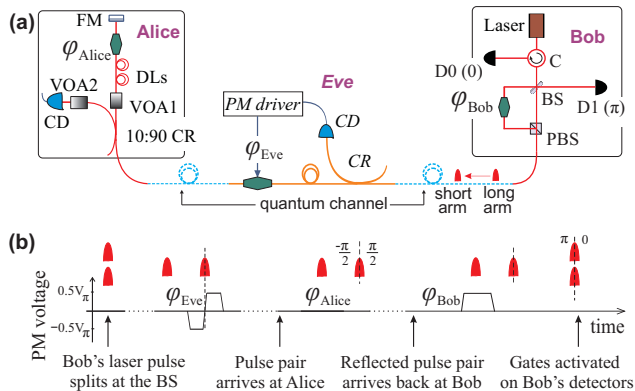 (a)
FM
Alice
φAlice
DLs
VOA2
VOA1
CD
10:90 CR
Eve
PM driver
CD
φEve
CR
quantum channel
short
arm
long
arm
Laser
Bob
C
D0 (0)
BS
D1 (π)
φBob
PBS
(b)
PM voltage
0.5Vπ
−0.5Vπ
φEve
-π/2
π/2
φAlice
φBob
π
0
time
Bob's laser pulse
splits at the BS
Pulse pair
arrives at Alice
Reflected pulse pair
arrives back at Bob
Gates activated
on Bob's detectors